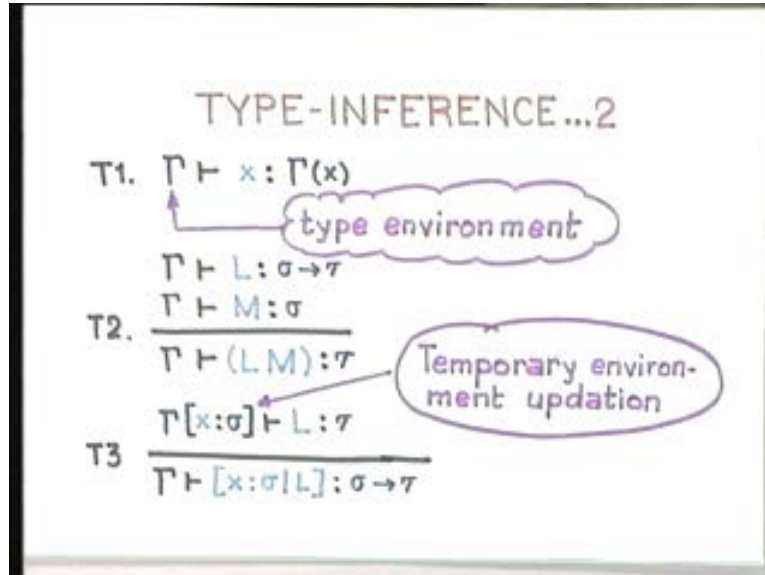 TYPE-INFERENCE...2
T1. Γ ⊢ x : Γ(x)
type environment
Γ ⊢ L : σ→τ
Γ ⊢ M : σ
T2.
Γ ⊢ (L M) : τ
Temporary environ-
ment updation
Γ[x:σ] ⊢ L : τ
T3
Γ ⊢ [x:σ|L] : σ→τ